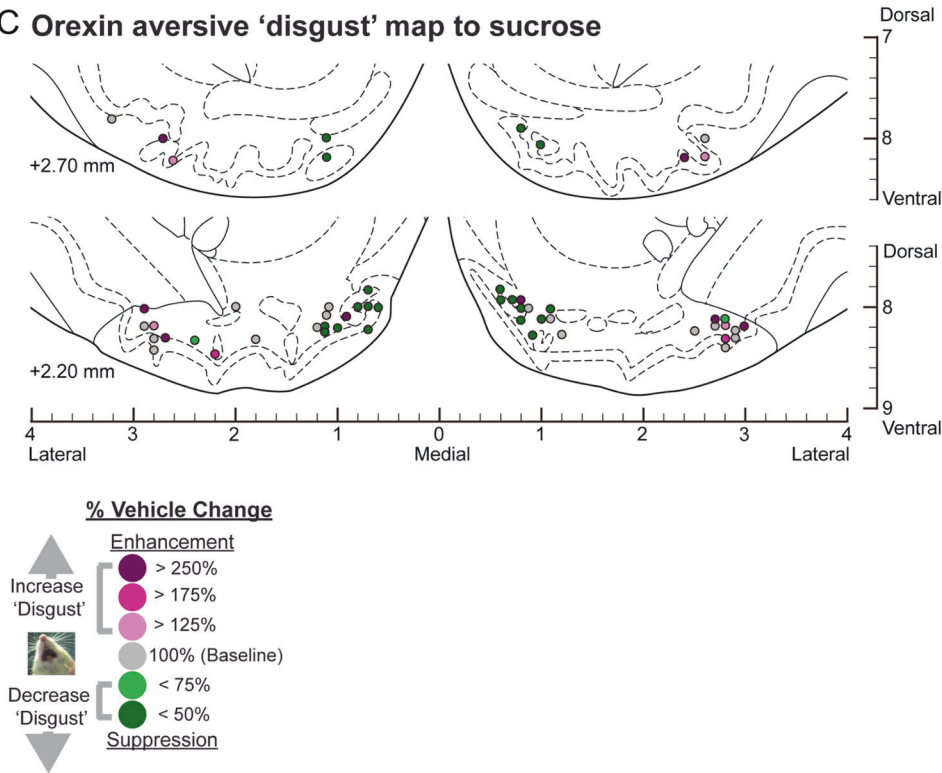 C Orexin aversive ‘disgust’ map to sucrose
Dorsal
7
8
+2.70 mm
Ventral
Dorsal
8
+2.20 mm
9
4 3 2 1 0 1 2 3 4
Ventral
Lateral Medial Lateral
% Vehicle Change
Enhancement
> 250%
Increase
‘Disgust’
> 175%
> 125%
100% (Baseline)
Decrease
‘Disgust’
< 75%
< 50%
Suppression